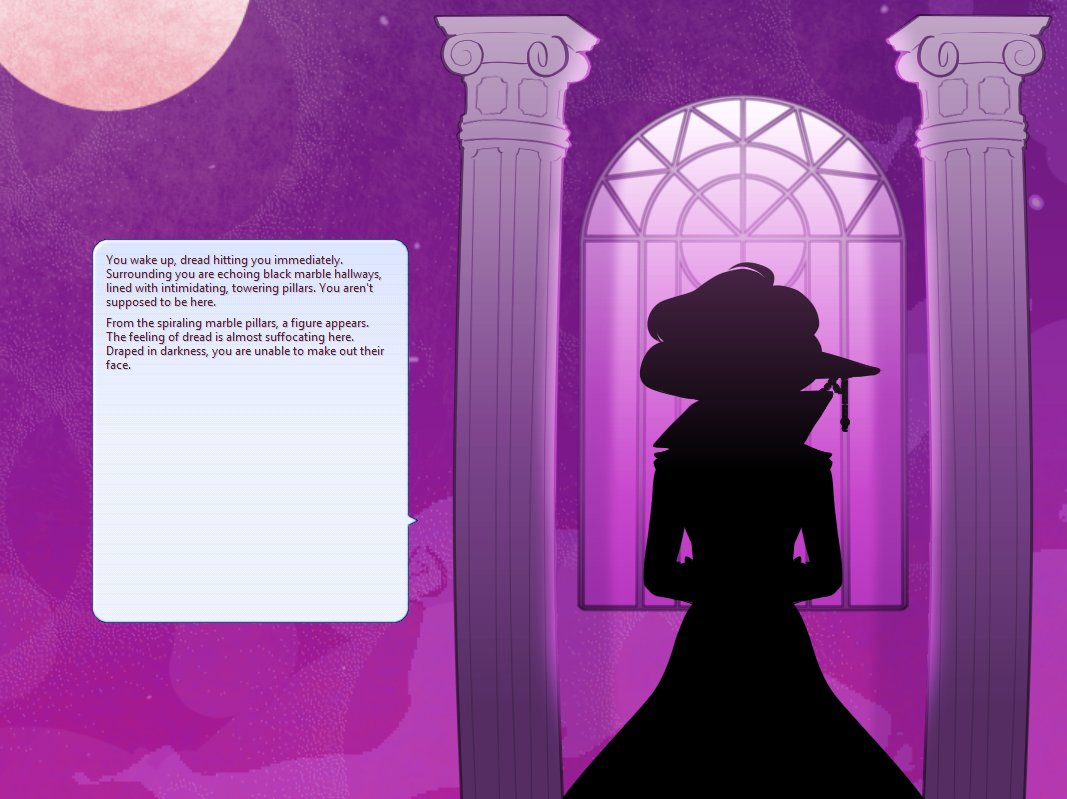 You wake up, dread hitting you immediately.
Surrounding you are echoing black marble hallways,
lined with intimidating, towering pillars. You aren't
supposed to be here.
From the spiraling marble pillars, a figure appears.
The feeling of dread is almost suffocating here.
Draped in darkness, you are unable to make out their
face.